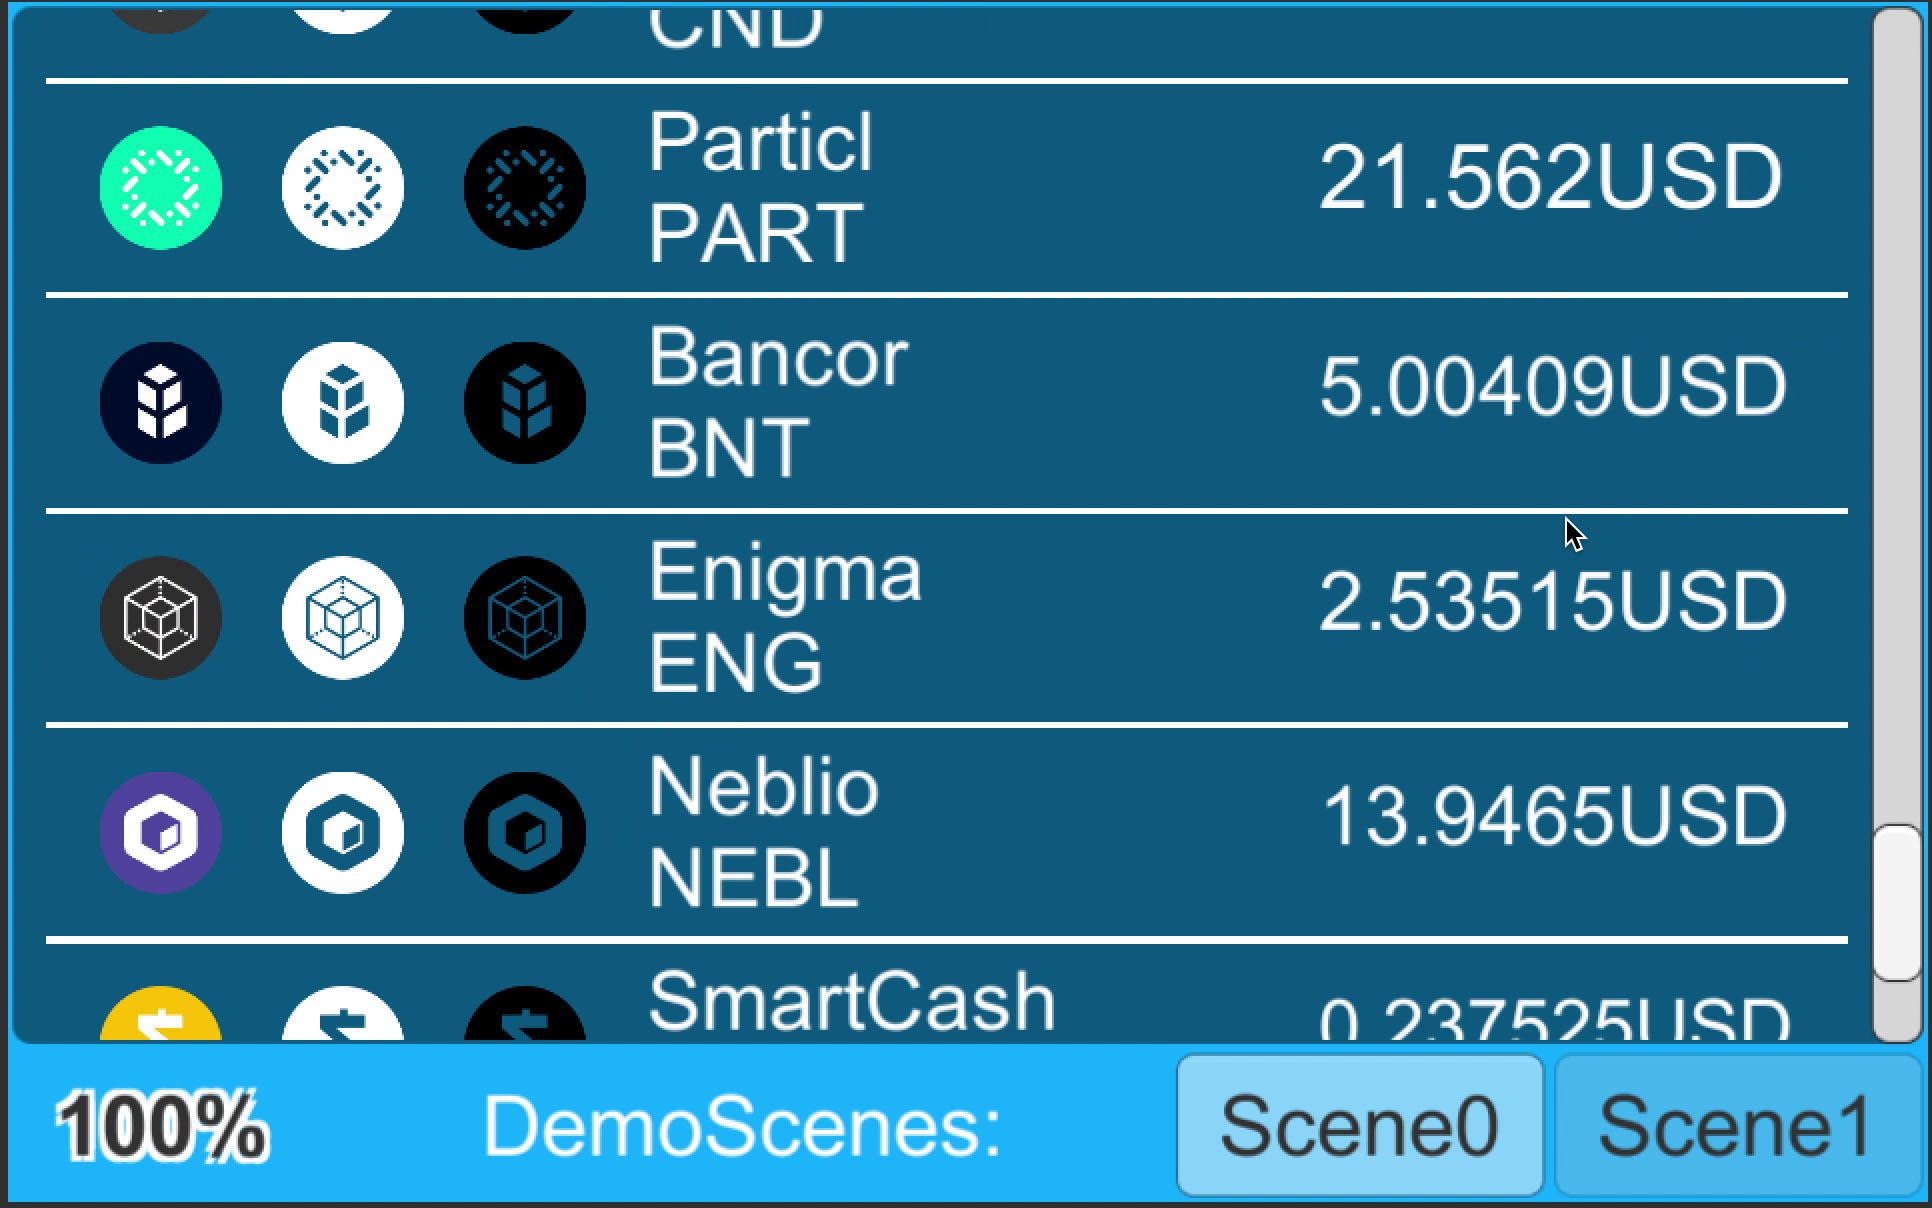 CND
Particl
PART
21.562USD
Bancor
BNT
5.00409USD
Enigma
ENG
2.53515USD
Neblio
NEBL
13.9465USD
SmartCash
0.237525USD
100%
DemoScenes:
Scene0
Scene1